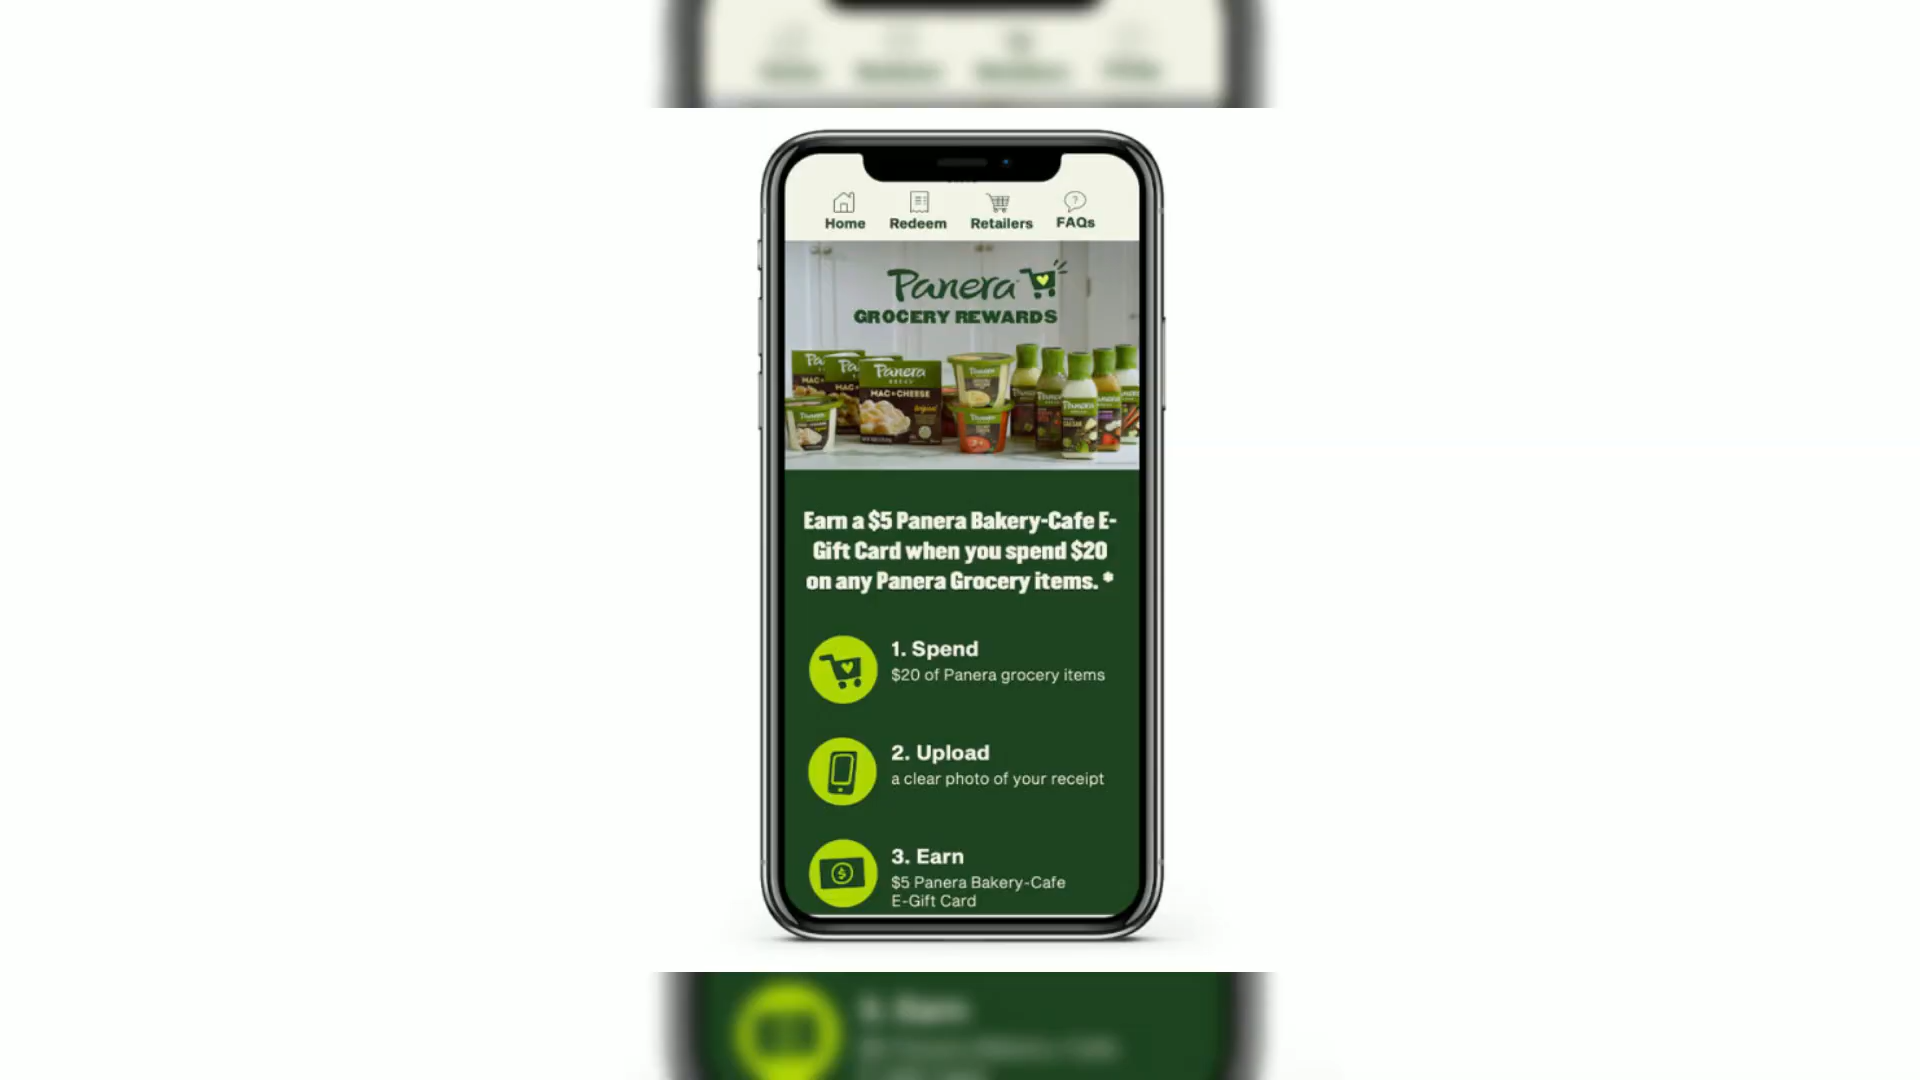 Home Redeem Retailers FAQs
Panera
GROCERY REWARDS
Panera
BREAD
MAC & CHEESE
Earn a $5 Panera Bakery-Cafe E-
Gift Card when you spend $20
on any Panera Grocery items. *
1. Spend
$20 of Panera grocery items
2. Upload
a clear photo of your receipt
3. Earn
$5 Panera Bakery-Cafe
E-Gift Card